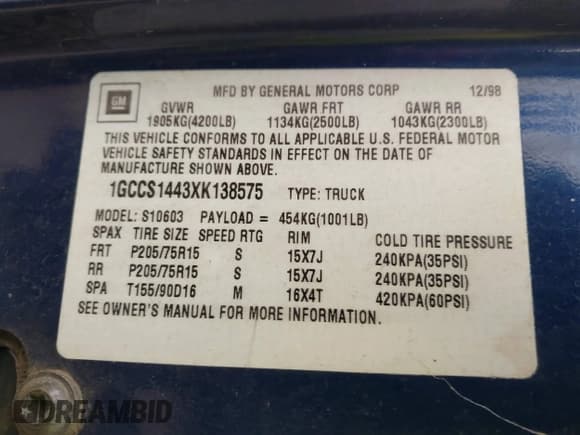 GM
MFD BY GENERAL MOTORS CORP 12/98
GVWR GAWR FRT GAWR RR
1905KG(4200LB) 1134KG(2500LB) 1043KG(2300LB)
THIS VEHICLE CONFORMS TO ALL APPLICABLE U.S. FEDERAL MOTOR
VEHICLE SAFETY STANDARDS IN EFFECT ON THE DATE OF
MANUFACTURE SHOWN ABOVE.
1GCCS1443XK138575 TYPE: TRUCK
MODEL: S10603 PAYLOAD = 454KG(1001LB)
SPAX TIRE SIZE SPEED RTG RIM COLD TIRE PRESSURE
FRT P205/75R15 S 15X7J 240KPA(35PSI)
RR P205/75R15 S 15X7J 240KPA(35PSI)
SPA T155/90D16 M 16X4T 420KPA(60PSI)
SEE OWNER'S MANUAL FOR MORE INFORMATION.
DREAMBID